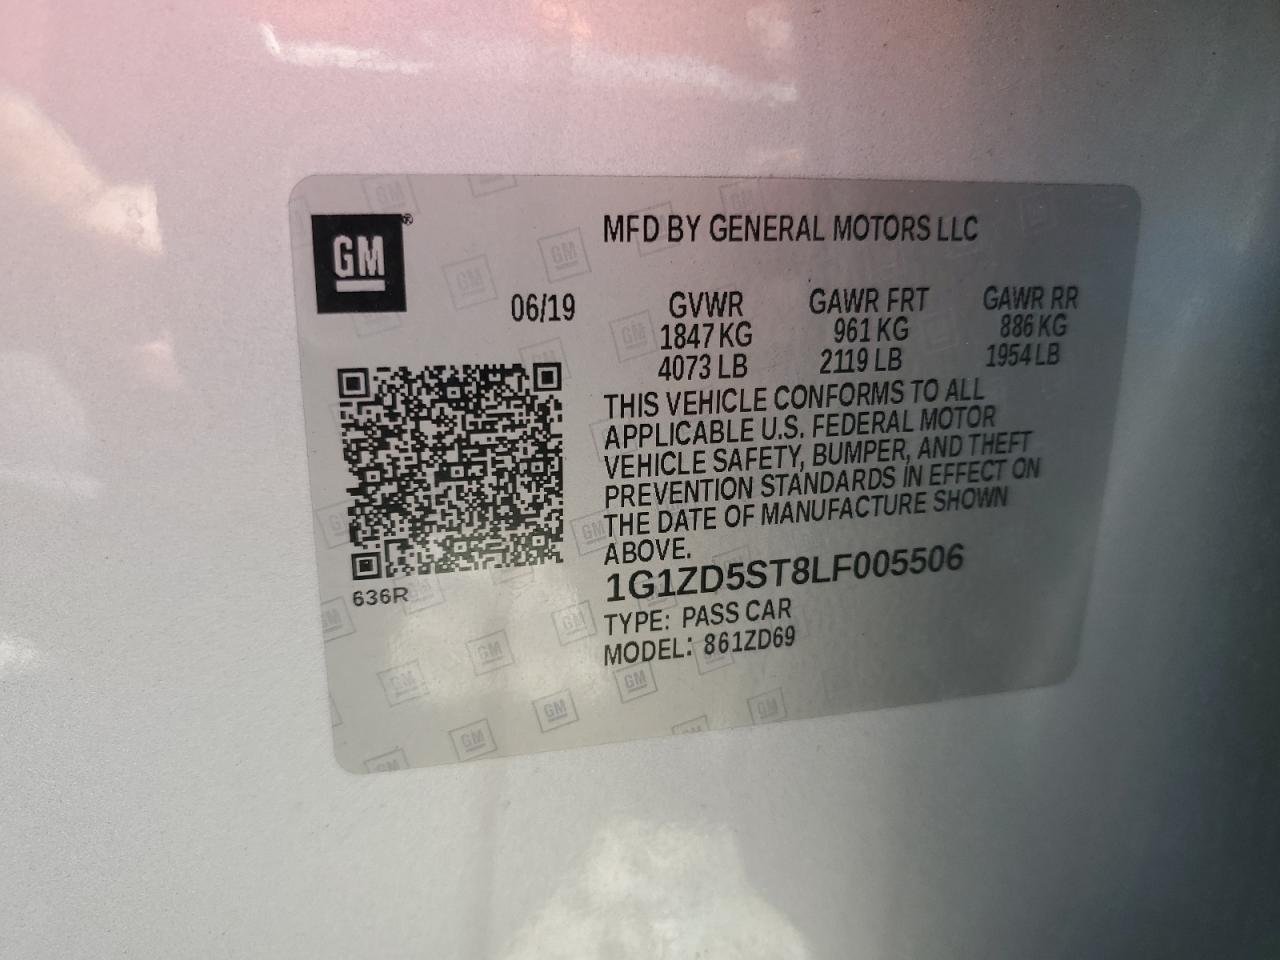 GM®
MFD BY GENERAL MOTORS LLC
06/19
GVWR GAWR FRT GAWR RR
1847 KG 961 KG 886 KG
4073 LB 2119 LB 1954 LB
THIS VEHICLE CONFORMS TO ALL
APPLICABLE U.S. FEDERAL MOTOR
VEHICLE SAFETY, BUMPER, AND THEFT
PREVENTION STANDARDS IN EFFECT ON
THE DATE OF MANUFACTURE SHOWN
ABOVE.
1G1ZD5ST8LF005506
TYPE: PASS CAR
MODEL: 861ZD69
636R